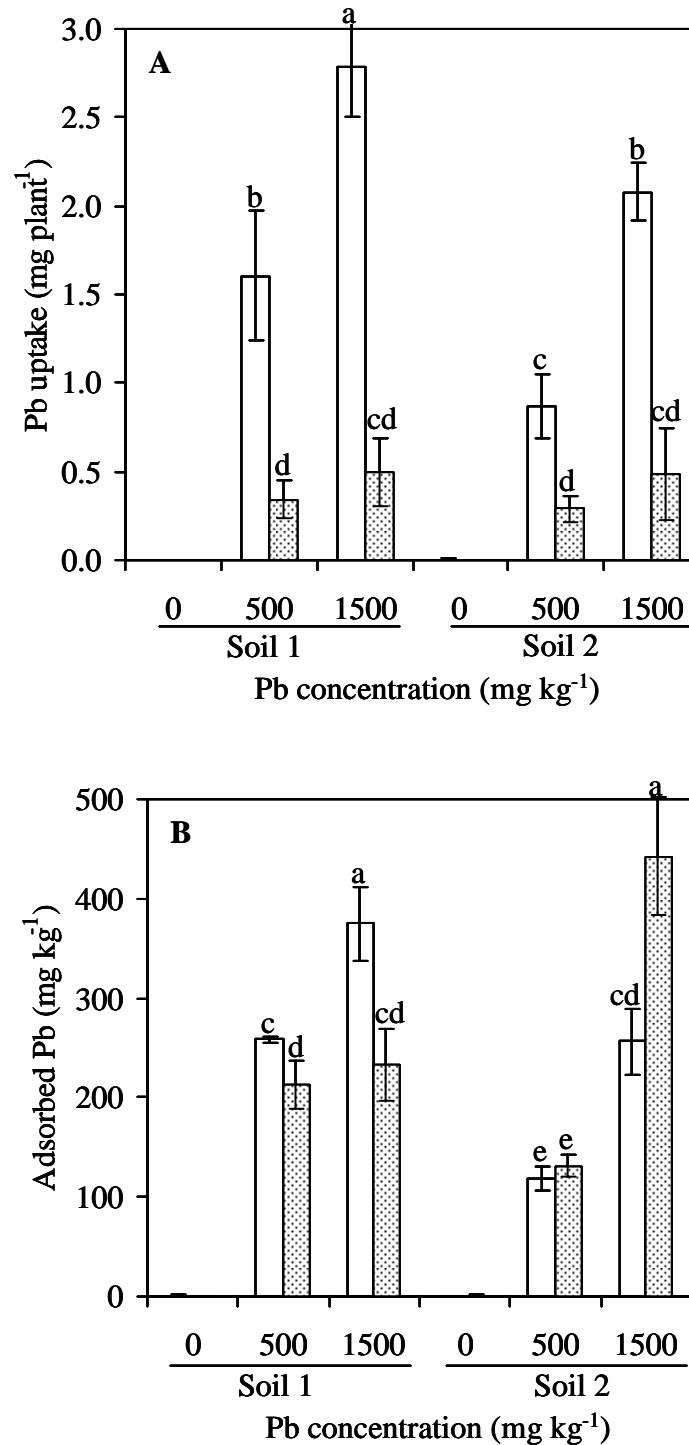 A
a
3.0
2.5
b
b
2.0
1.5
c
1.0
cd
cd
d
d
0.5
0.0
Pb uptake (mg plant⁻¹)
0 500 1500 0 500 1500
Soil 1 Soil 2
Pb concentration (mg kg⁻¹)
B
a
500
a
400
cd
cd
c
300
d
200
e e
100
0
Adsorbed Pb (mg kg⁻¹)
0 500 1500 0 500 1500
Soil 1 Soil 2
Pb concentration (mg kg⁻¹)